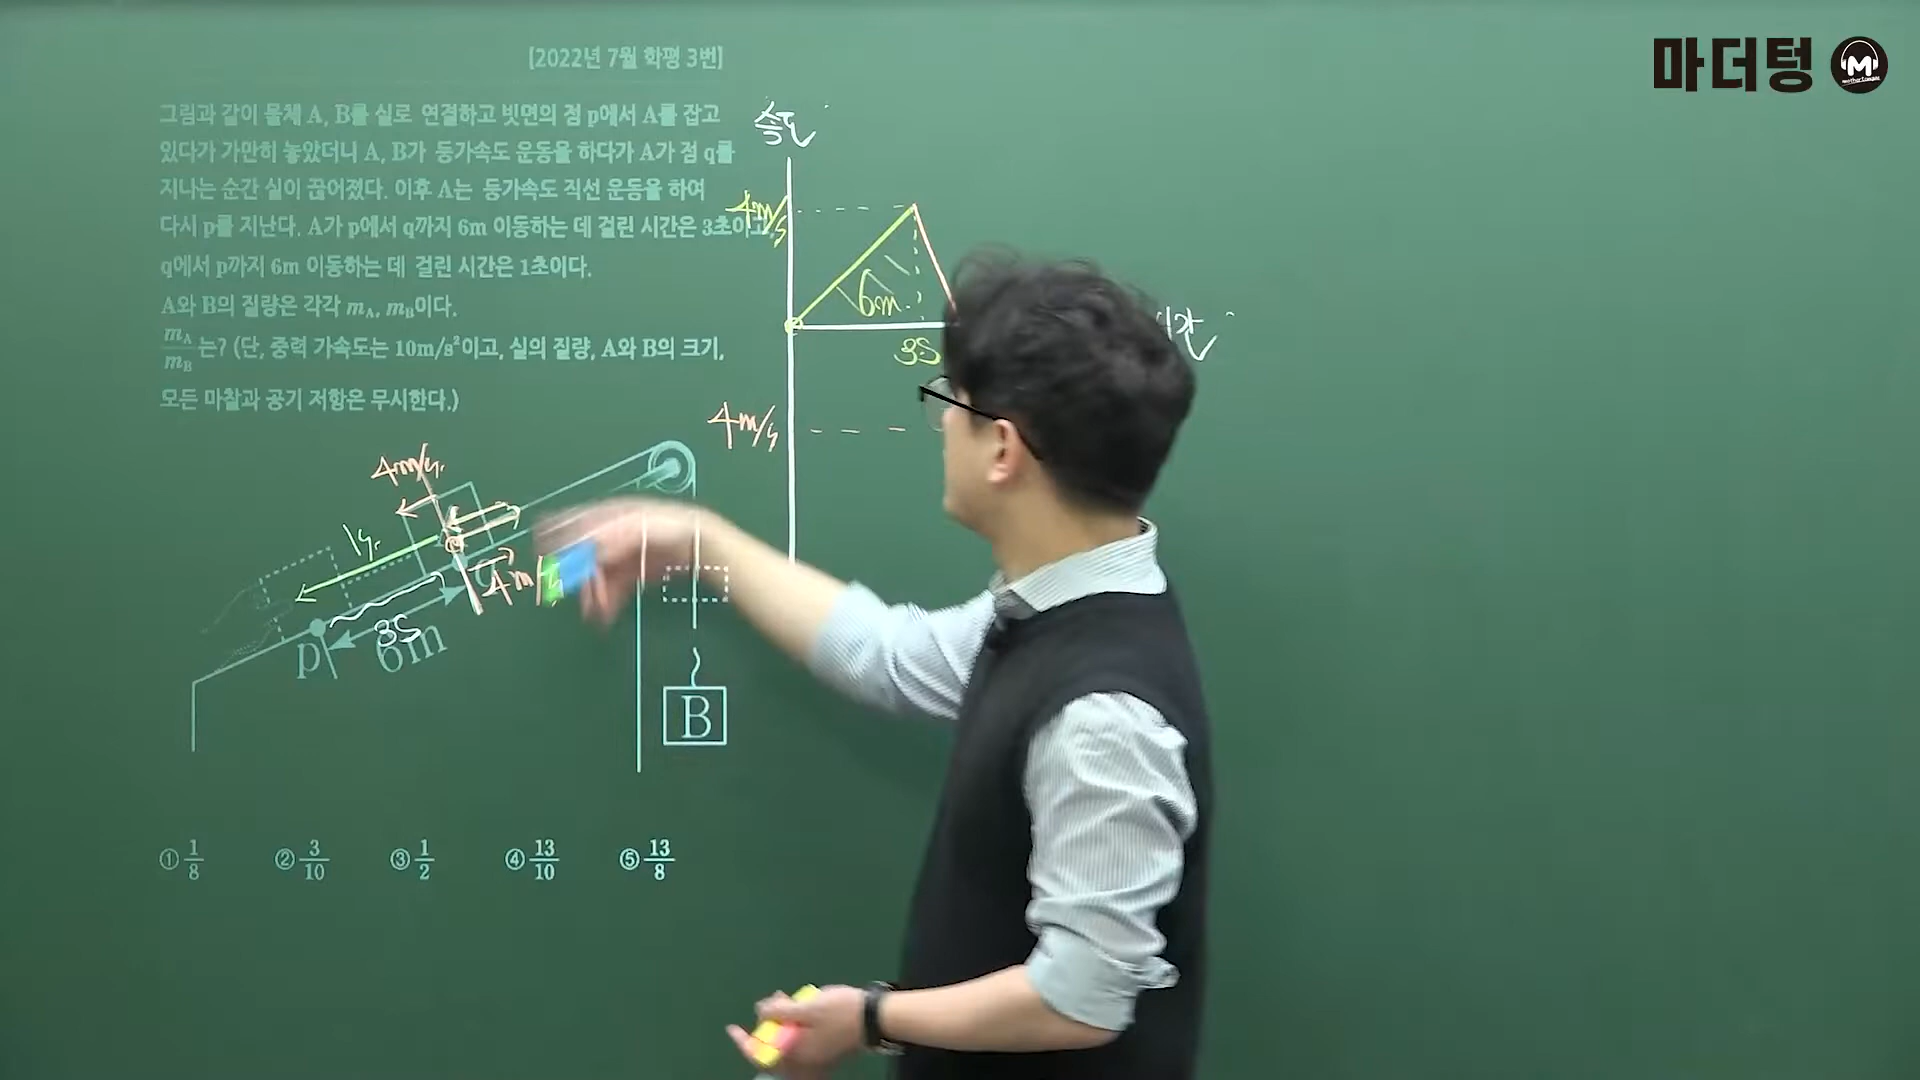 마더텅
[2022년 7월 학평 3번]
그림과 같이 물체 A, B를 실로 연결하고 빗면의 점 p에서 A를 잡고
있다가 가만히 놓았더니 A, B가 등가속도 운동을 하다가 A가 점 q를
지나는 순간 실이 끊어졌다. 이후 A는 등가속도 직선 운동을 하여
다시 p를 지난다. A가 p에서 q까지 6m 이동하는 데 걸린 시간은 3초이고,
q에서 p까지 6m 이동하는 데 걸린 시간은 1초이다.
A와 B의 질량은 각각 mA, mB이다.
mA/mB는? (단, 중력 가속도는 10m/s²이고, 실의 질량, A와 B의 크기,
모든 마찰과 공기 저항은 무시한다.)
속도
4m/s
6m
3S
시간
4m/s
4m/s
1s
4m/s
q
3S
p
6m
B
① 1/8 ② 3/10 ③ 1/2 ④ 13/10 ⑤ 13/8